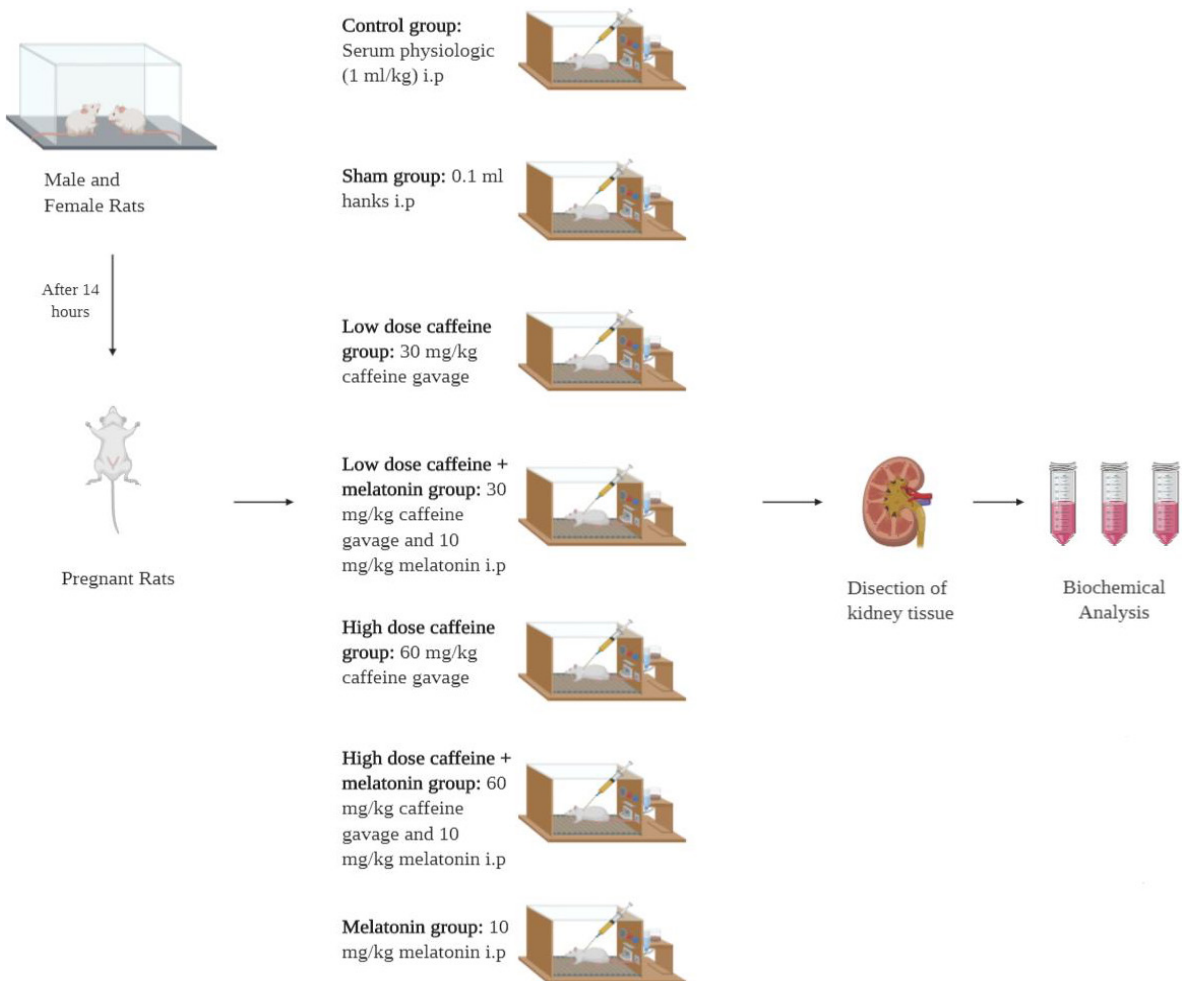 Male and
Female Rats
After 14
hours
Pregnant Rats
Control group:
Serum physiologic
(1 ml/kg) i.p
Sham group: 0.1 ml
hanks i.p
Low dose caffeine
group: 30 mg/kg
caffeine gavage
Low dose caffeine +
melatonin group: 30
mg/kg caffeine
gavage and 10
mg/kg melatonin i.p
High dose caffeine
group: 60 mg/kg
caffeine gavage
High dose caffeine +
melatonin group: 60
mg/kg caffeine
gavage and 10
mg/kg melatonin i.p
Melatonin group: 10
mg/kg melatonin i.p
Disection of
kidney tissue
Biochemical
Analysis